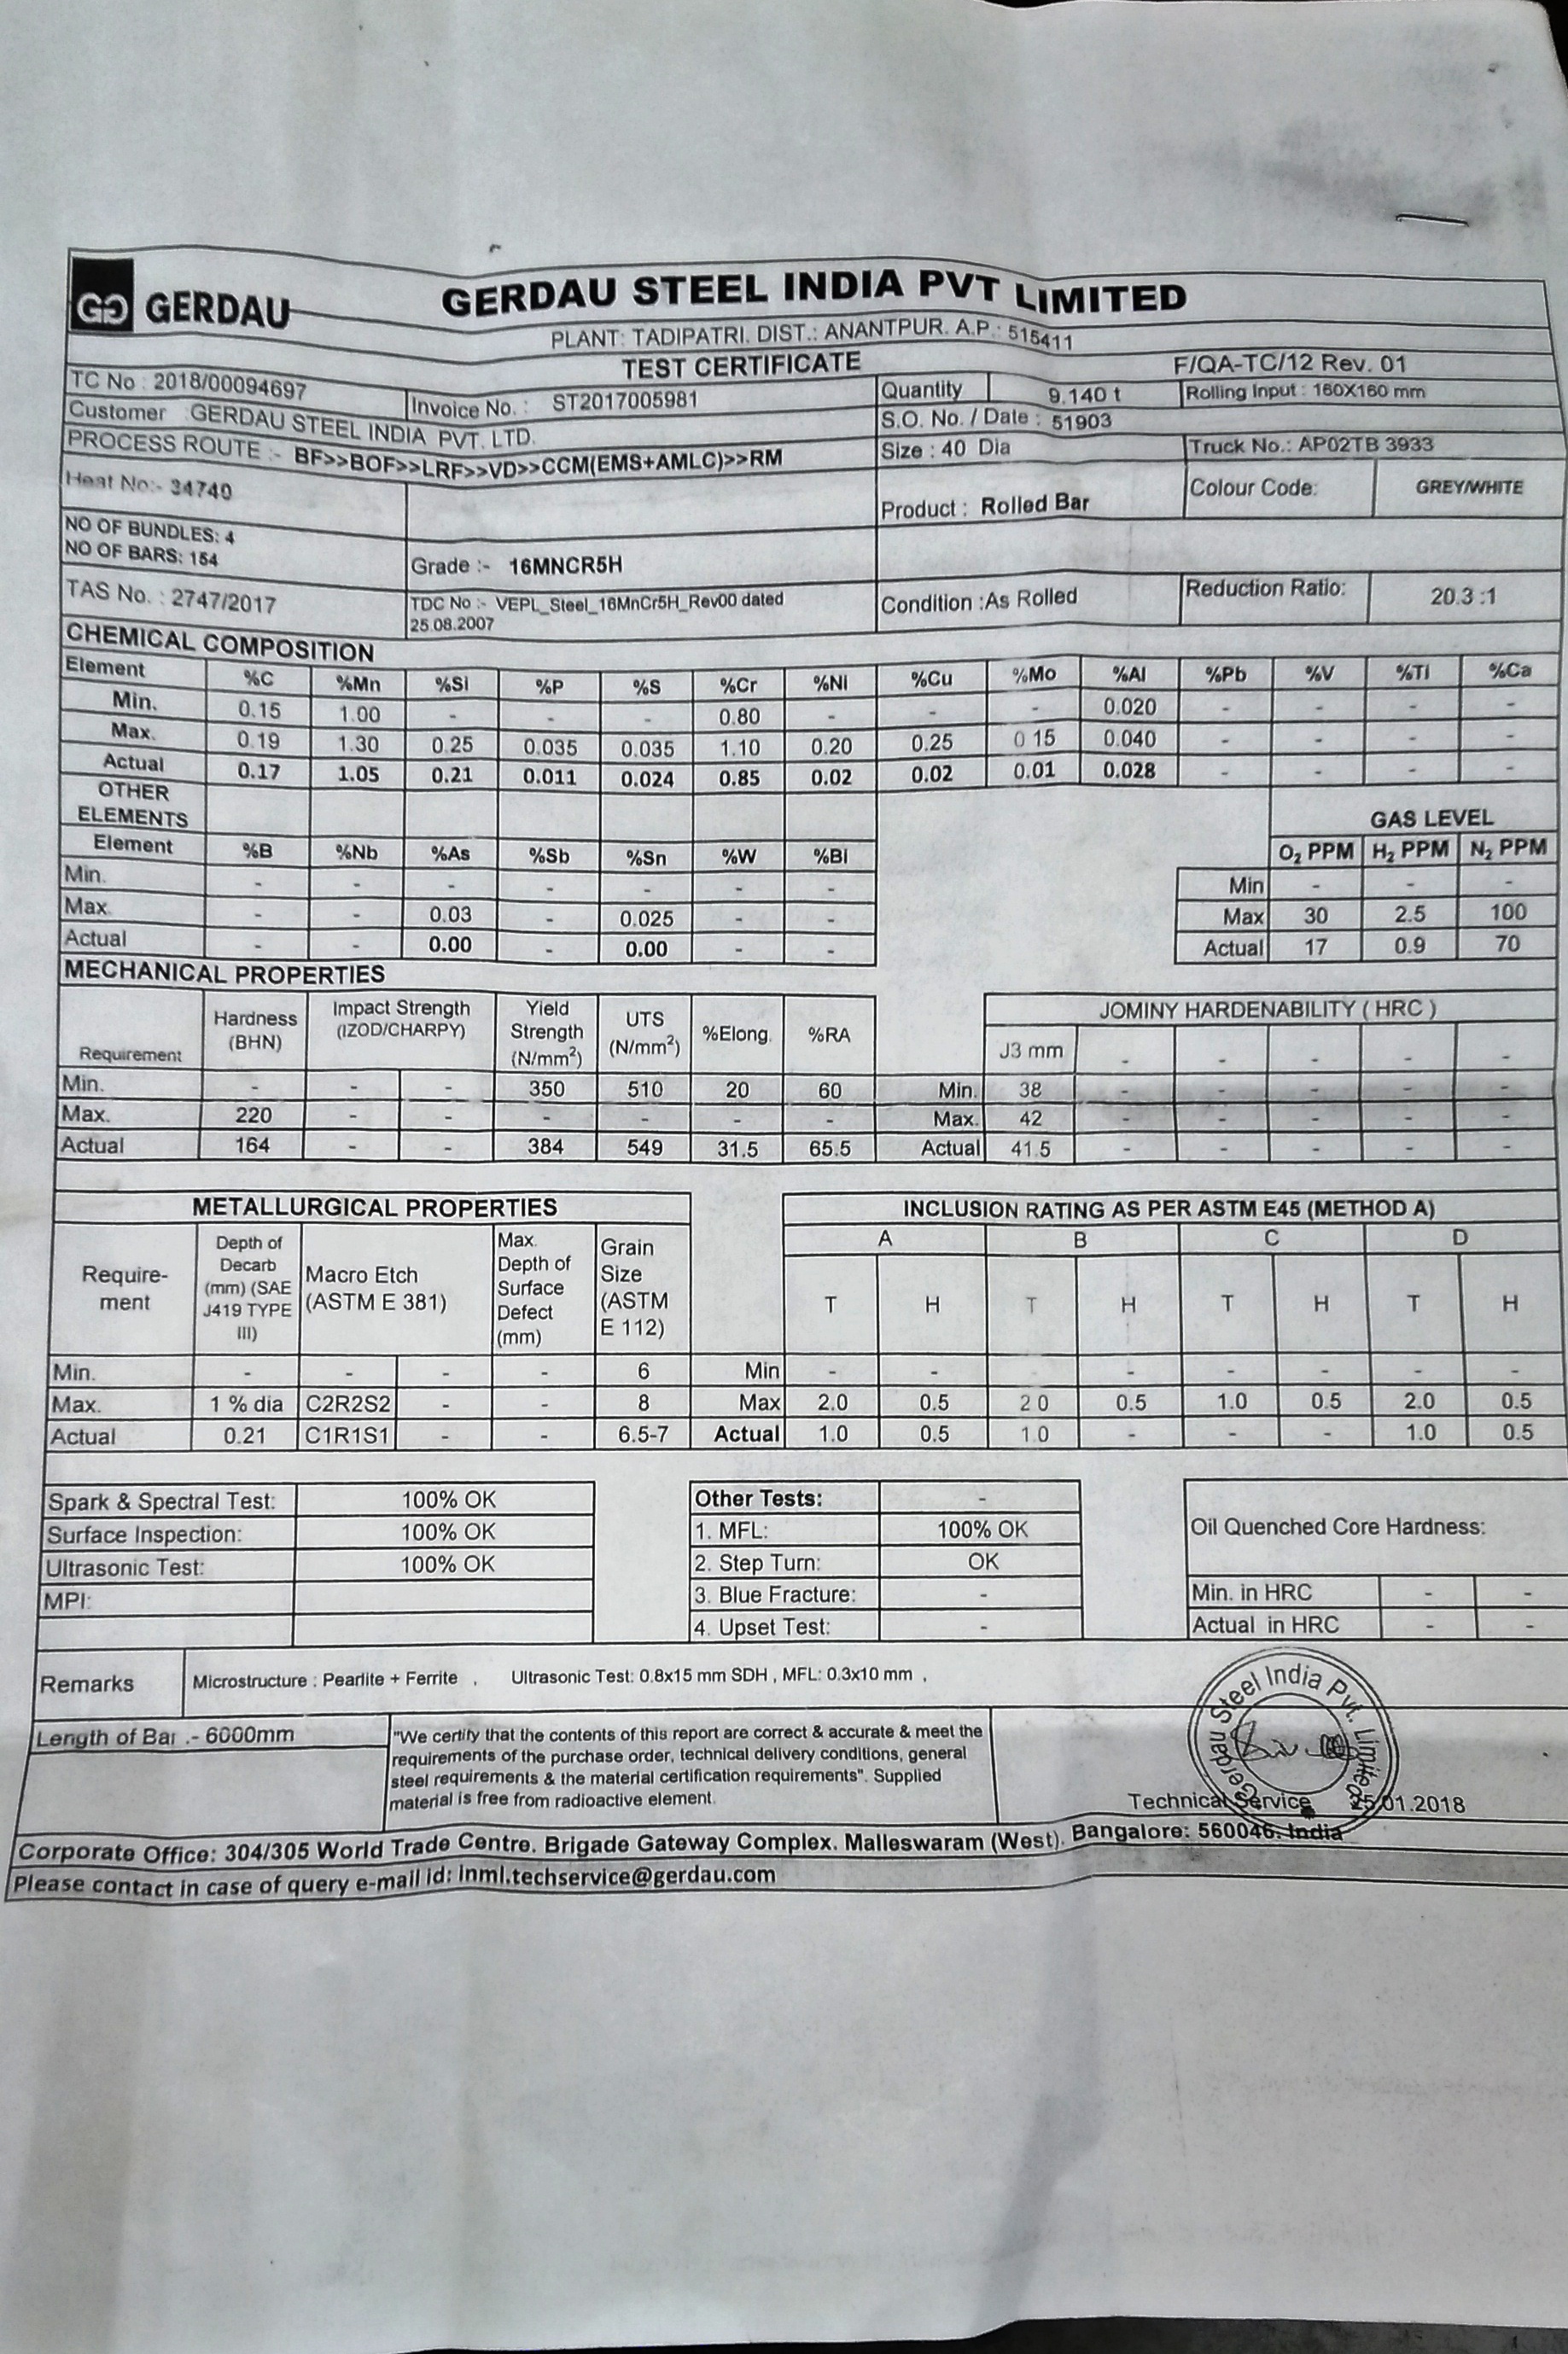 GERDAU
GERDAU STEEL INDIA PVT LIMITED
PLANT: TADIPATRI. DIST.: ANANTPUR. A.P.: 515411
TEST CERTIFICATE F/QA-TC/12 Rev. 01
TC No : 2018/00094697 Invoice No. : ST2017005981 Quantity 9.140 t Rolling Input : 160X160 mm
Customer GERDAU STEEL INDIA PVT. LTD. S.O. No. / Date : 51903
PROCESS ROUTE :- BF>>BOF>>LRF>>VD>>CCM(EMS+AMLC)>>RM Size : 40 Dia Truck No.: AP02TB 3933
Heat No:- 34740 Product : Rolled Bar Colour Code: GREY/WHITE
NO OF BUNDLES: 4
NO OF BARS: 154 Grade :- 16MNCR5H
TAS No. : 2747/2017 TDC No :- VEPL_Steel_16MnCr5H_Rev00 dated
25.08.2007 Condition :As Rolled Reduction Ratio: 20.3 :1
CHEMICAL COMPOSITION
Element %C %Mn %Si %P %S %Cr %NI %Cu %Mo %Al %Pb %V %TI %Ca
Min. 0.15 1.00 - - - 0.80 - - - 0.020 - - - -
Max. 0.19 1.30 0.25 0.035 0.035 1.10 0.20 0.25 0 15 0.040 - - - -
Actual 0.17 1.05 0.21 0.011 0.024 0.85 0.02 0.02 0.01 0.028 - - - -
OTHER
ELEMENTS GAS LEVEL
Element %B %Nb %As %Sb %Sn %W %BI O2 PPM H2 PPM N2 PPM
Min. - - - - - - - Min - - -
Max. - - 0.03 - 0.025 - - Max 30 2.5 100
Actual - - 0.00 - 0.00 - - Actual 17 0.9 70
MECHANICAL PROPERTIES
Requirement Hardness (BHN) Impact Strength (IZOD/CHARPY) Yield Strength (N/mm²) UTS (N/mm²) %Elong. %RA JOMINY HARDENABILITY ( HRC )
J3 mm - - - - -
Min. - - - 350 510 20 60 Min. 38 - - - - -
Max. 220 - - - - - - Max. 42 - - - - -
Actual 164 - - 384 549 31.5 65.5 Actual 41.5 - - - - -
METALLURGICAL PROPERTIES INCLUSION RATING AS PER ASTM E45 (METHOD A)
Require-ment Depth of Decarb (mm) (SAE J419 TYPE III) Macro Etch (ASTM E 381) Max. Depth of Surface Defect (mm) Grain Size (ASTM E 112) A B C D
T H T H T H T H
Min. - - - - 6 Min - - - - - - - -
Max. 1 % dia C2R2S2 - - 8 Max 2.0 0.5 2 0 0.5 1.0 0.5 2.0 0.5
Actual 0.21 C1R1S1 - - 6.5-7 Actual 1.0 0.5 1.0 - - - 1.0 0.5
Spark & Spectral Test: 100% OK Other Tests: -
Surface Inspection: 100% OK 1. MFL: 100% OK Oil Quenched Core Hardness:
Ultrasonic Test: 100% OK 2. Step Turn: OK
MPI: 3. Blue Fracture: - Min. in HRC - -
4. Upset Test: - Actual in HRC - -
Remarks Microstructure : Pearlite + Ferrite , Ultrasonic Test: 0.8x15 mm SDH , MFL: 0.3x10 mm ,
Length of Bar .- 6000mm
"We certify that the contents of this report are correct & accurate & meet the
requirements of the purchase order, technical delivery conditions, general
steel requirements & the material certification requirements". Supplied
material is free from radioactive element.
Gerdau Steel India Pvt. Limited
Technical Service 25.01.2018
Corporate Office: 304/305 World Trade Centre. Brigade Gateway Complex. Malleswaram (West). Bangalore: 560046. India
Please contact in case of query e-mail id: inml.techservice@gerdau.com